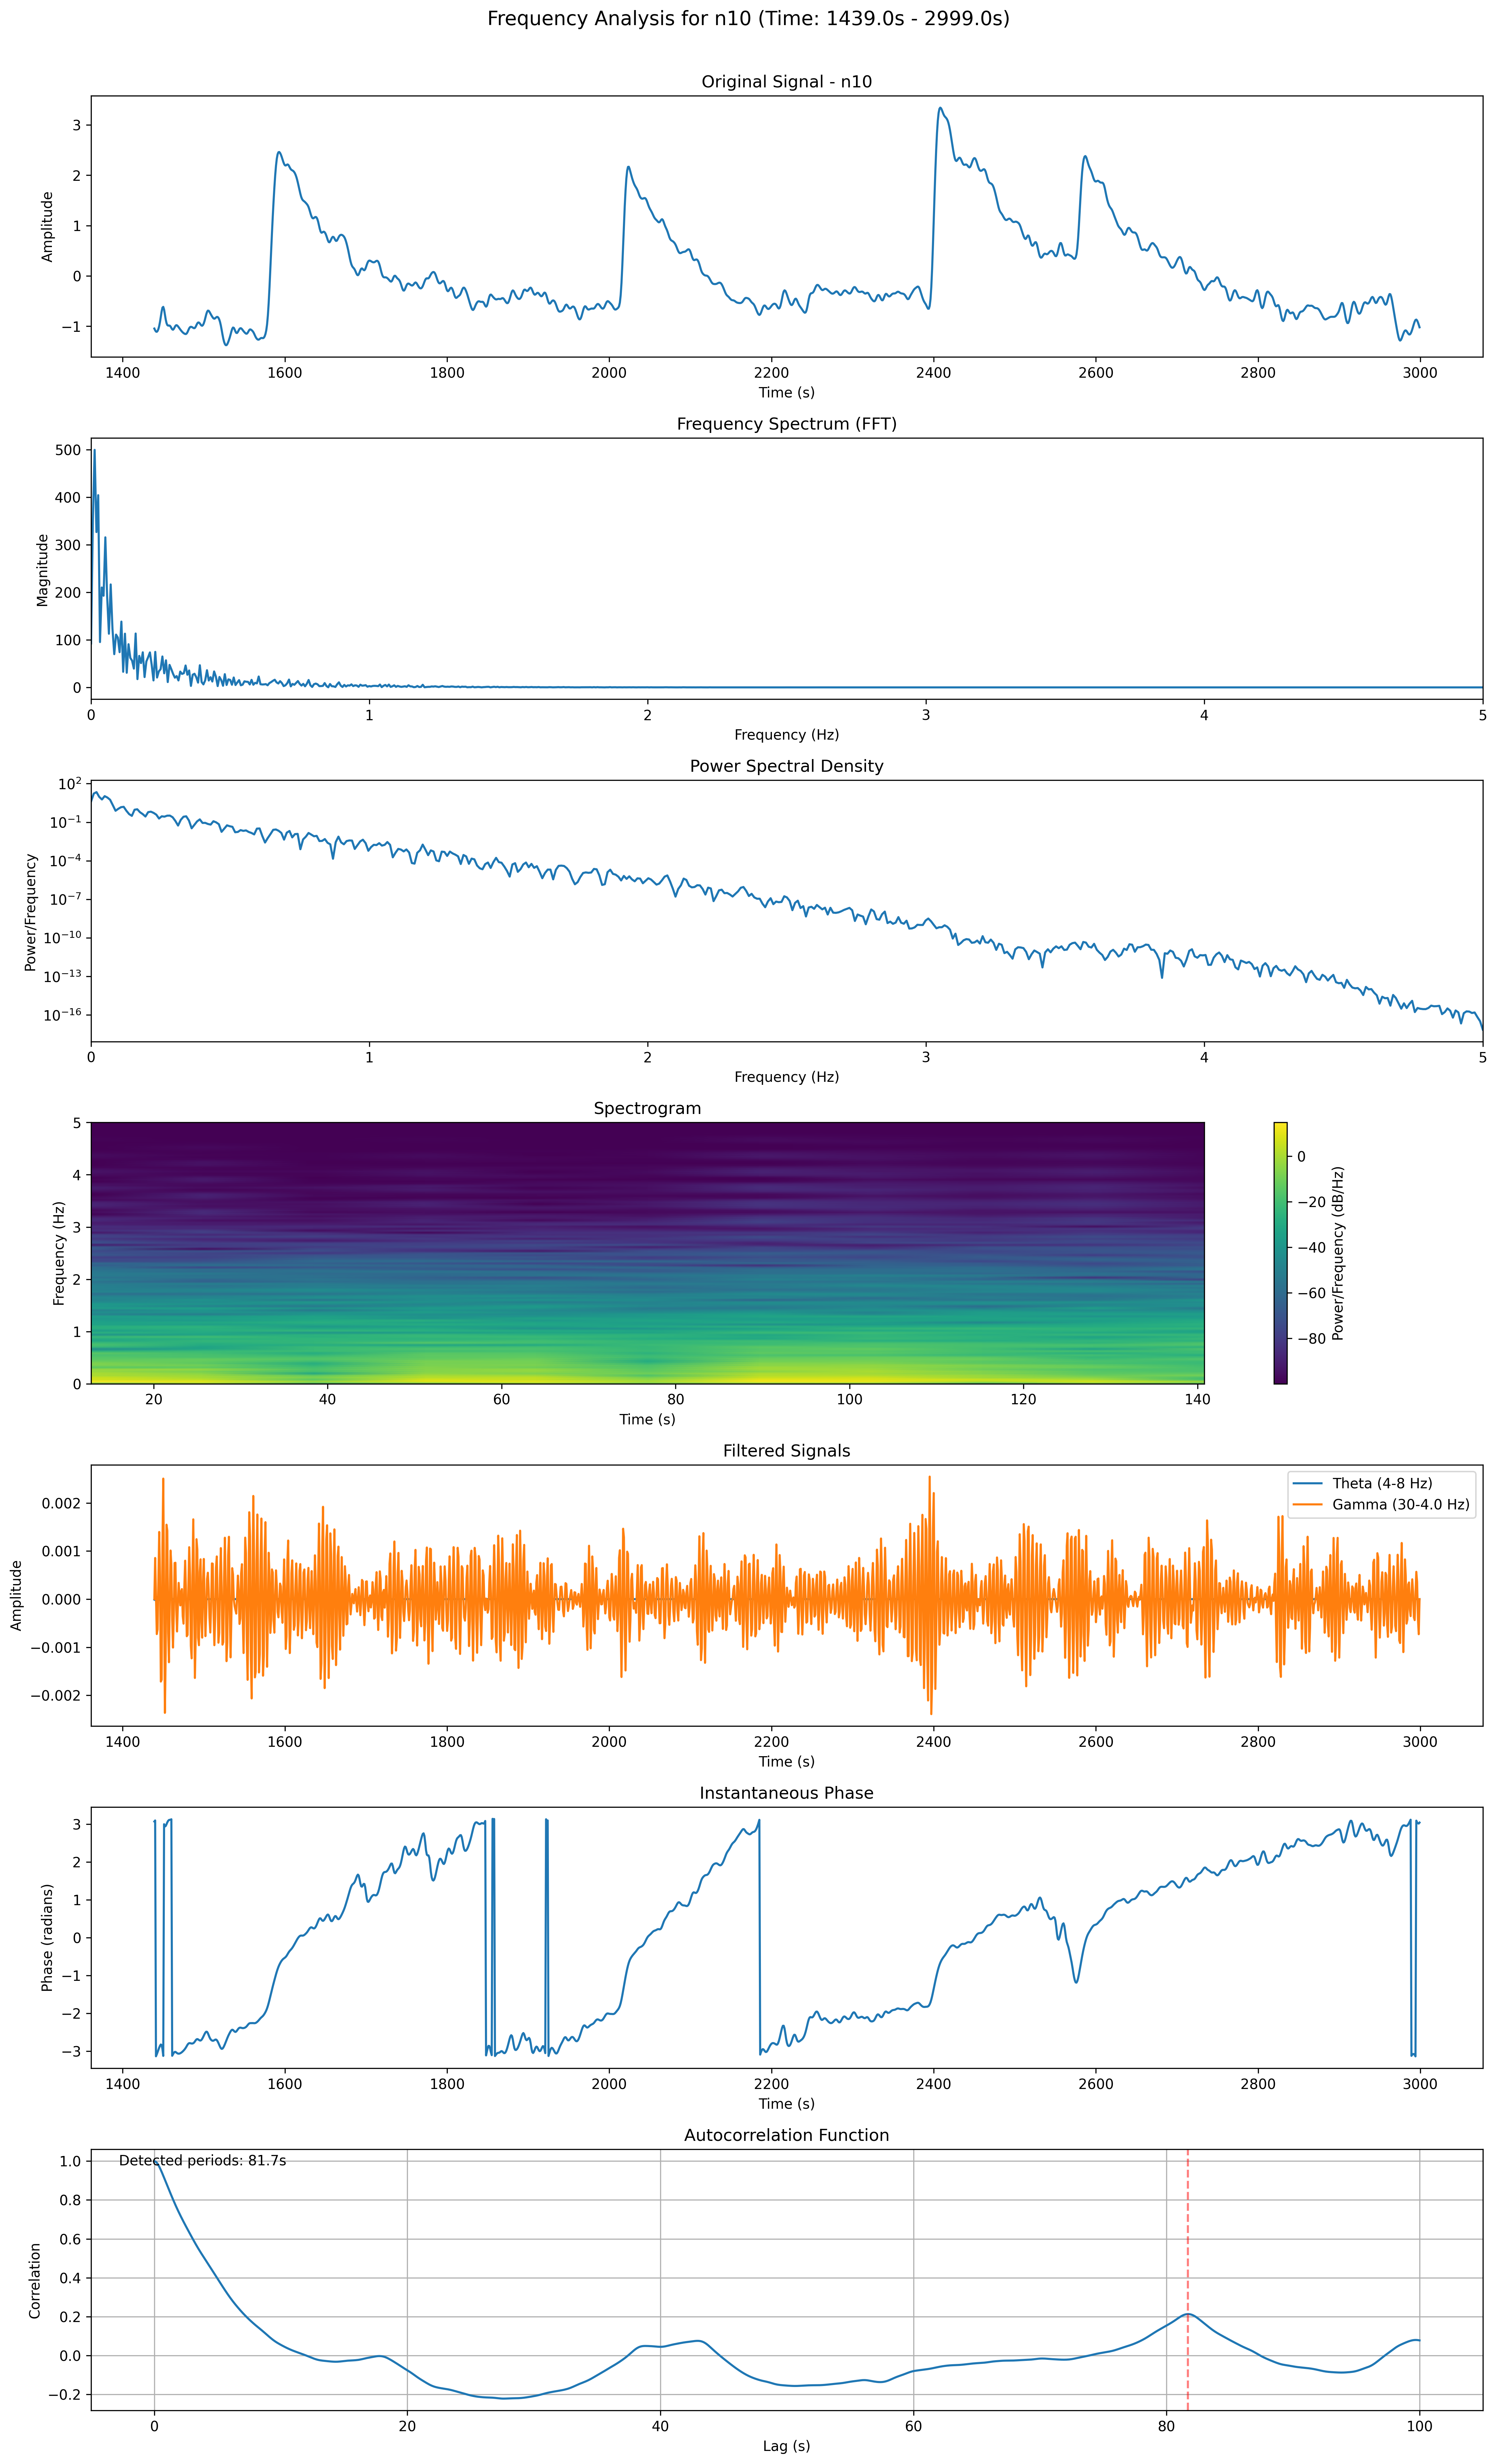 Frequency Analysis for n10 (Time: 1439.0s - 2999.0s)
Original Signal - n10
3
2
1
0
−1
Amplitude
1400 1600 1800 2000 2200 2400 2600 2800 3000
Time (s)
Frequency Spectrum (FFT)
500
400
300
200
100
0
Magnitude
0 1 2 3 4 5
Frequency (Hz)
Power Spectral Density
10²
10⁻¹
10⁻⁴
10⁻⁷
10⁻¹⁰
10⁻¹³
10⁻¹⁶
Power/Frequency
0 1 2 3 4 5
Frequency (Hz)
Spectrogram
5
4
3
2
1
0
Frequency (Hz)
20 40 60 80 100 120 140
Time (s)
0
−20
−40
−60
−80
Power/Frequency (dB/Hz)
Filtered Signals
0.002
0.001
0.000
−0.001
−0.002
Amplitude
Theta (4-8 Hz)
Gamma (30-4.0 Hz)
1400 1600 1800 2000 2200 2400 2600 2800 3000
Time (s)
Instantaneous Phase
3
2
1
0
−1
−2
−3
Phase (radians)
1400 1600 1800 2000 2200 2400 2600 2800 3000
Time (s)
Autocorrelation Function
Detected periods: 81.7s
1.0
0.8
0.6
0.4
0.2
0.0
−0.2
Correlation
0 20 40 60 80 100
Lag (s)